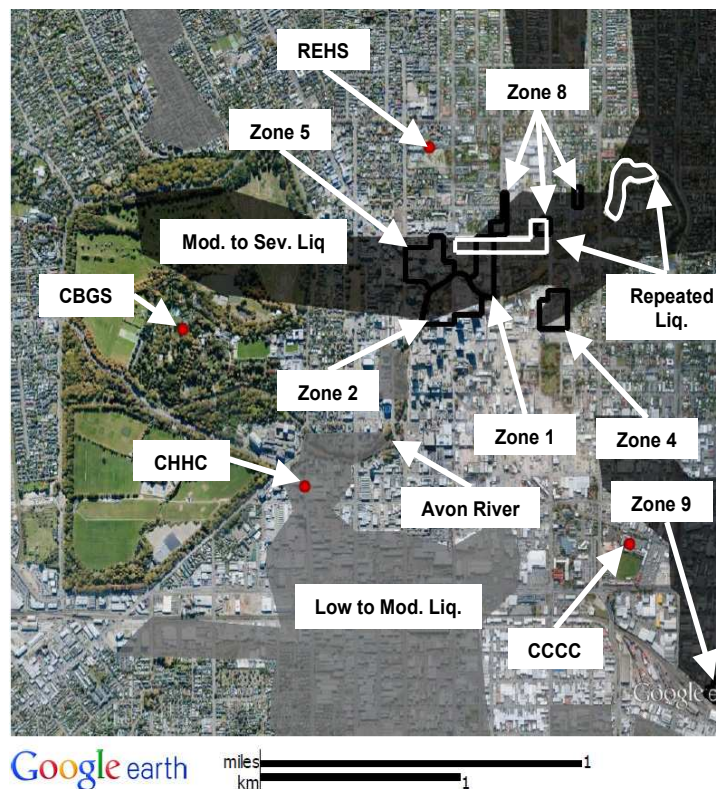 REHS
Zone 8
Zone 5
Mod. to Sev. Liq
CBGS
Repeated
Liq.
Zone 2
Zone 1
Zone 4
CHHC
Avon River
Zone 9
Low to Mod. Liq.
CCCC
Google e
Google earth
miles 1
km 1